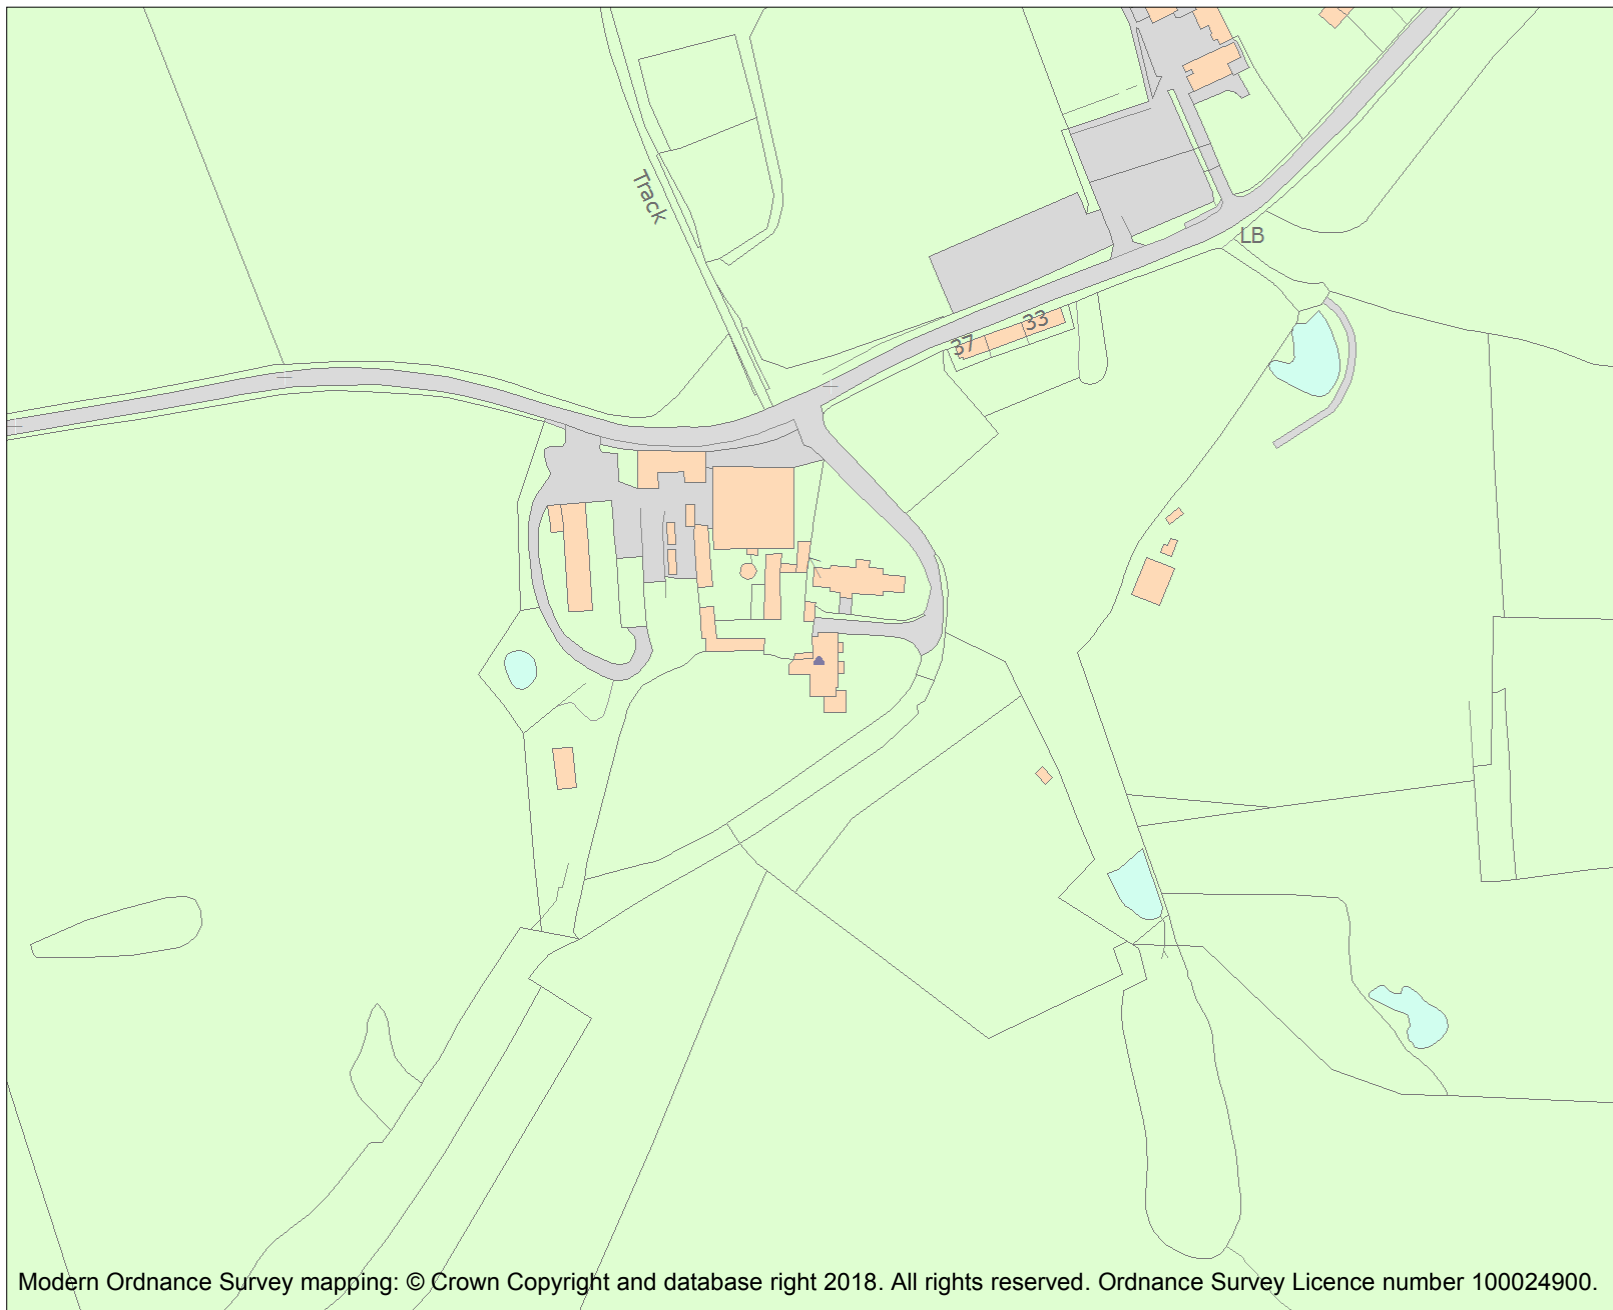 Track
LB
33
37
Modern Ordnance Survey mapping: © Crown Copyright and database right 2018. All rights reserved. Ordnance Survey Licence number 100024900.